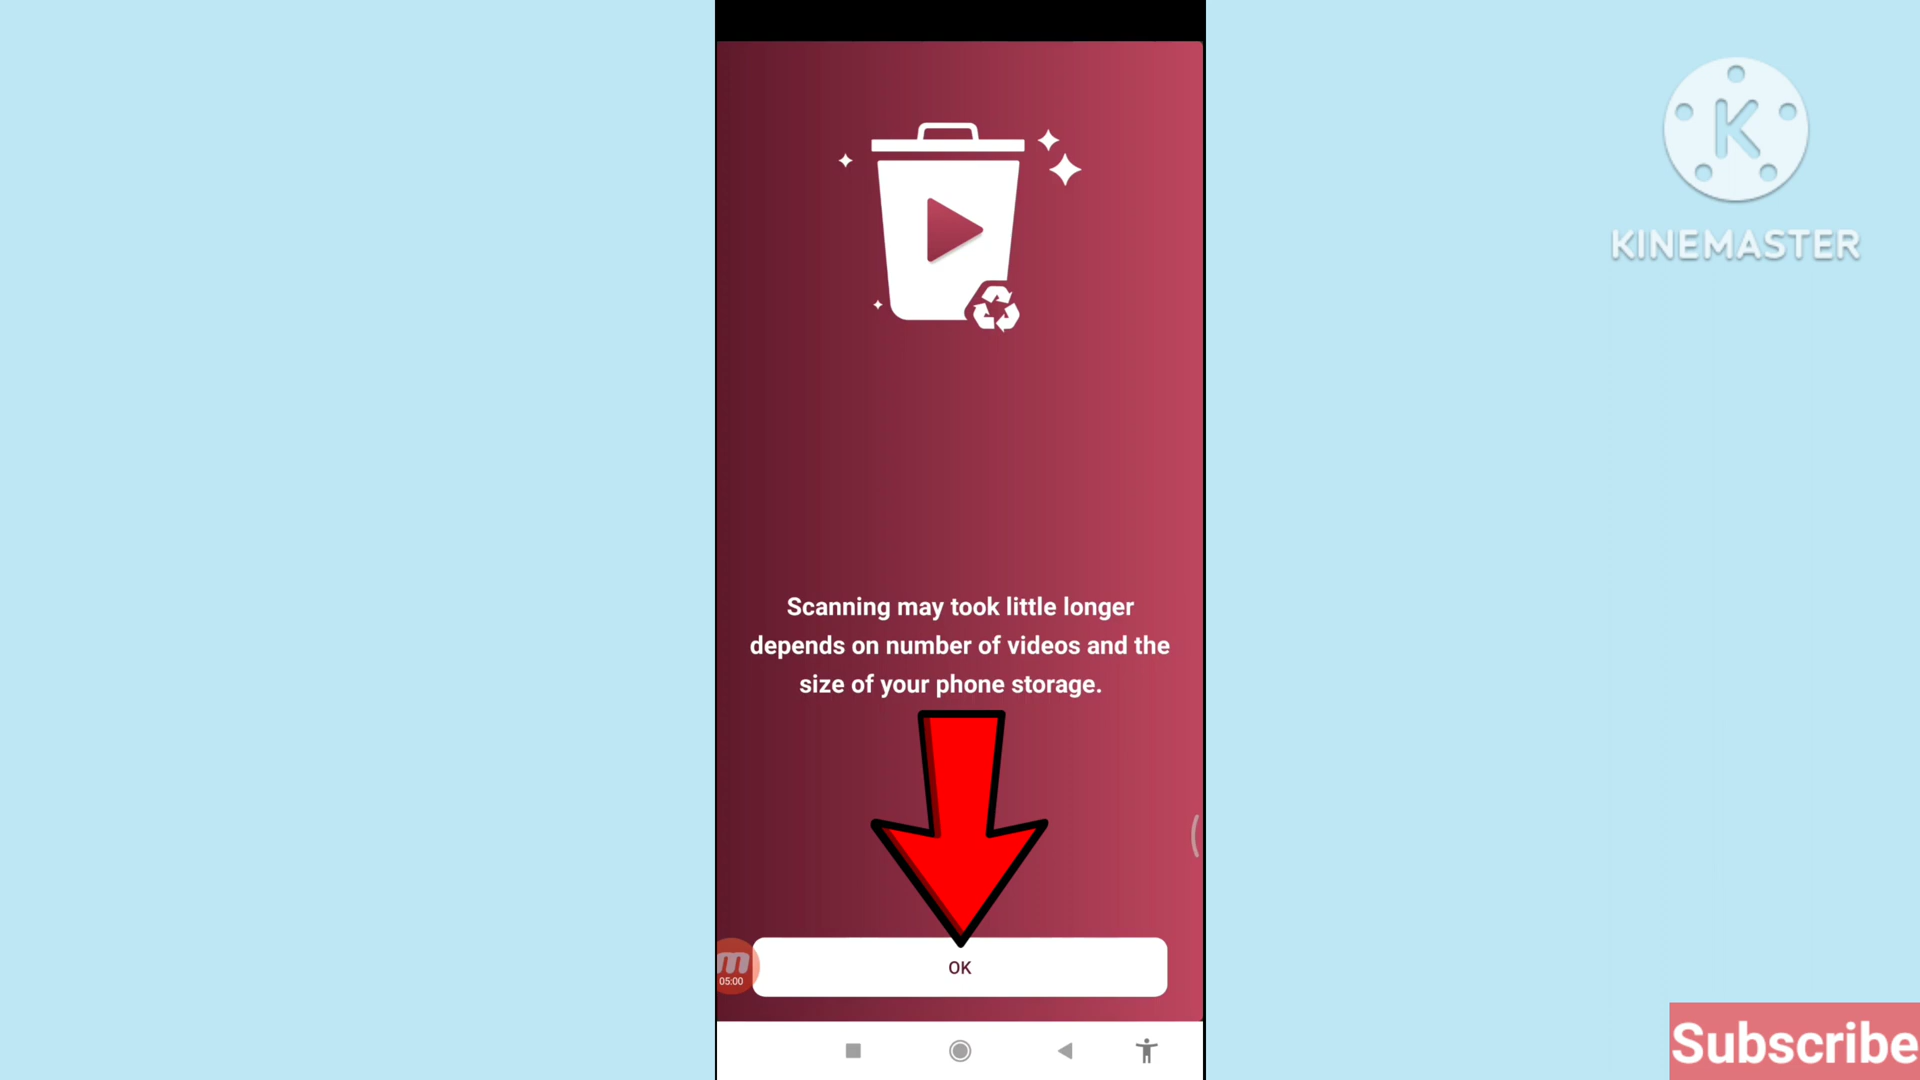 K
KINEMASTER
Scanning may took little longer
depends on number of videos and the
size of your phone storage.
m
05:00
OK
Subscribe